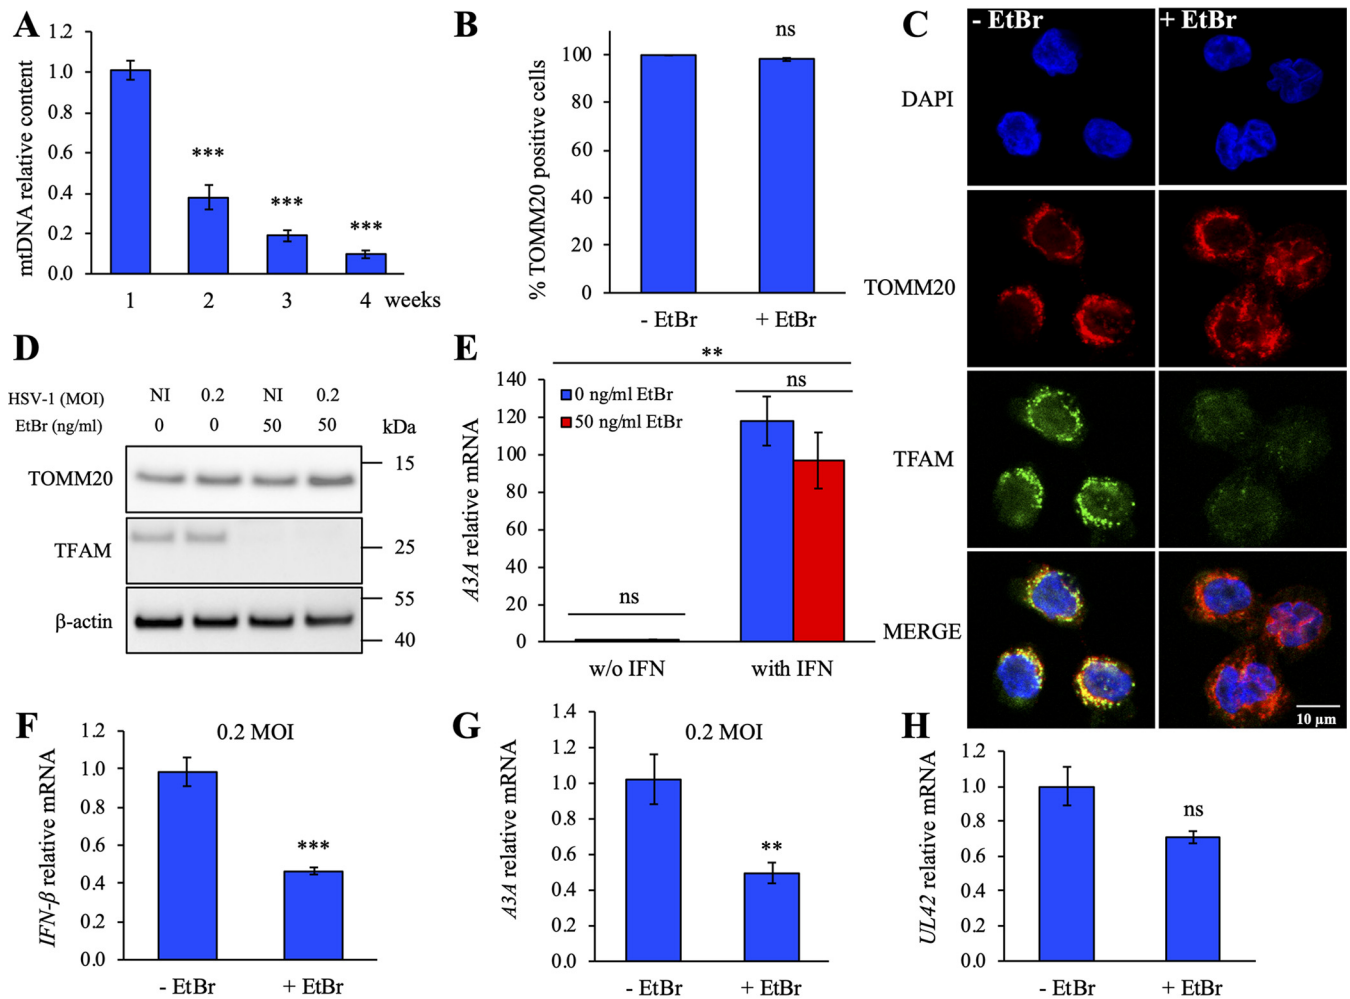 A
mtDNA relative content
1.2
1.0
0.8
0.6
0.4
0.2
0.0
***
***
***
1 2 3 4 weeks
B
% TOMM20 positive cells
100
80
60
40
20
0
ns
- EtBr + EtBr
C
- EtBr + EtBr
DAPI
TOMM20
TFAM
MERGE
10 µm
D
HSV-1 (MOI) NI 0.2 NI 0.2
EtBr (ng/ml) 0 0 50 50 kDa
TOMM20 15
TFAM 25
55
β-actin
40
E
A3A relative mRNA
140
120
100
80
60
40
20
0
**
ns
ns
0 ng/ml EtBr
50 ng/ml EtBr
w/o IFN with IFN
F
IFN-β relative mRNA
1.2
1.0
0.8
0.6
0.4
0.2
0.0
0.2 MOI
***
- EtBr + EtBr
G
A3A relative mRNA
1.4
1.2
1.0
0.8
0.6
0.4
0.2
0.0
0.2 MOI
**
- EtBr + EtBr
H
UL42 relative mRNA
1.2
1.0
0.8
0.6
0.4
0.2
0.0
ns
- EtBr + EtBr